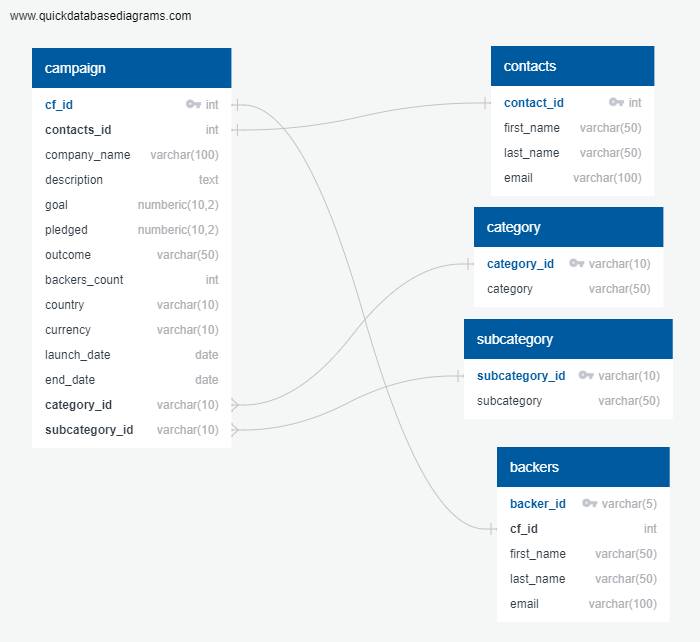 www.quickdatabasediagrams.com
campaign
cf_id int
contacts_id int
company_name varchar(100)
description text
goal numberic(10,2)
pledged numberic(10,2)
outcome varchar(50)
backers_count int
country varchar(10)
currency varchar(10)
launch_date date
end_date date
category_id varchar(10)
subcategory_id varchar(10)
contacts
contact_id int
first_name varchar(50)
last_name varchar(50)
email varchar(100)
category
category_id varchar(10)
category varchar(50)
subcategory
subcategory_id varchar(10)
subcategory varchar(50)
backers
backer_id varchar(5)
cf_id int
first_name varchar(50)
last_name varchar(50)
email varchar(100)